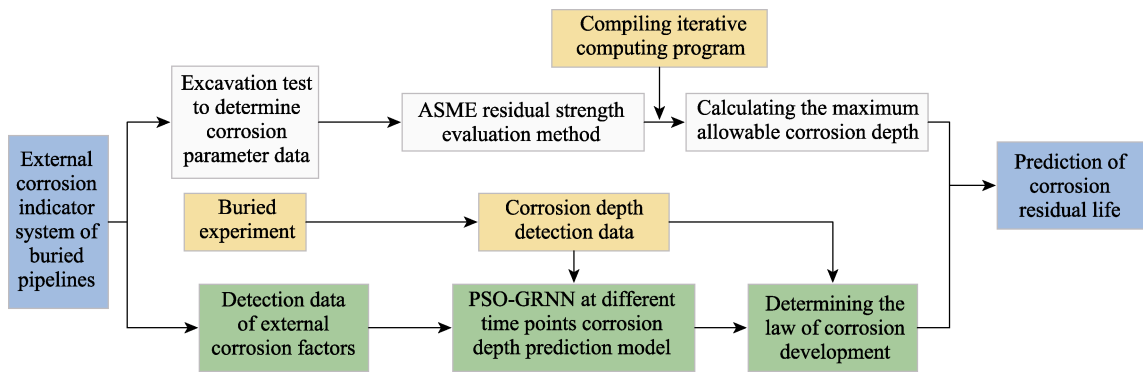 Compiling iterative
computing program
Excavation test
to determine
corrosion
parameter data
ASME residual strength
evaluation method
Calculating the maximum
allowable corrosion depth
External
corrosion
indicator
system of
buried
pipelines
Prediction of
corrosion
residual life
Buried
experiment
Corrosion depth
detection data
Detection data
of external
corrosion factors
PSO-GRNN at different
time points corrosion
depth prediction model
Determining the
law of corrosion
development